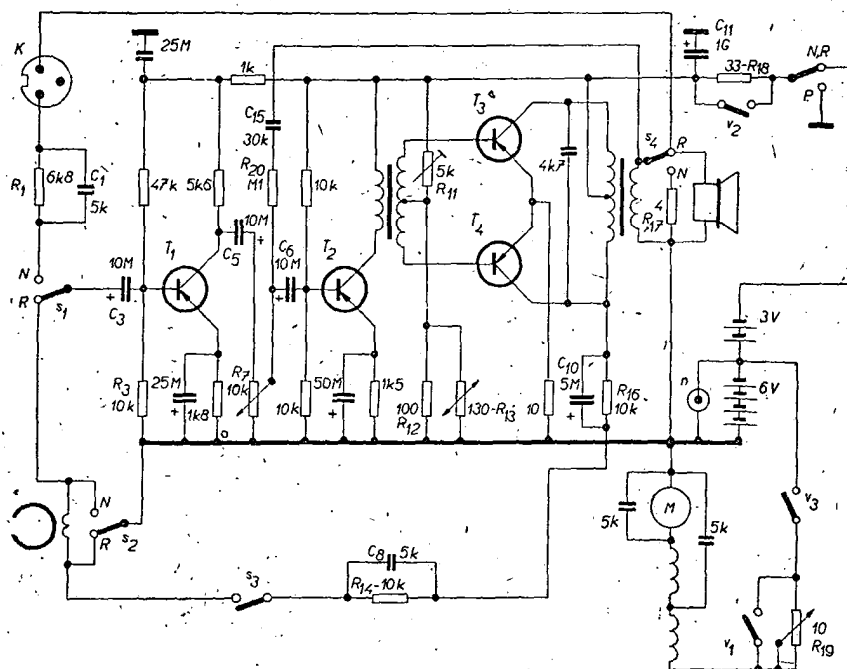 K
25M
1k
C15
30k
R20
M1
T3
4k7
C11
1G
33-R18
N,R
P
v2
s4
R
N
4
R17
R1
6k8
C1
5k
47k
5k6
10k
5k
R11
10M
C5
C6
10M
T1
T2
T4
N
R
s1
10M
C3
3V
6V
n
R3
10k
25M
1k8
R7
10k
10k
50M
1k5
100
R12
130-R13
10
C10
5M
R16
10k
N
R
s2
s3
C8
5k
R14-10k
5k
M
5k
v3
v1
10
R19